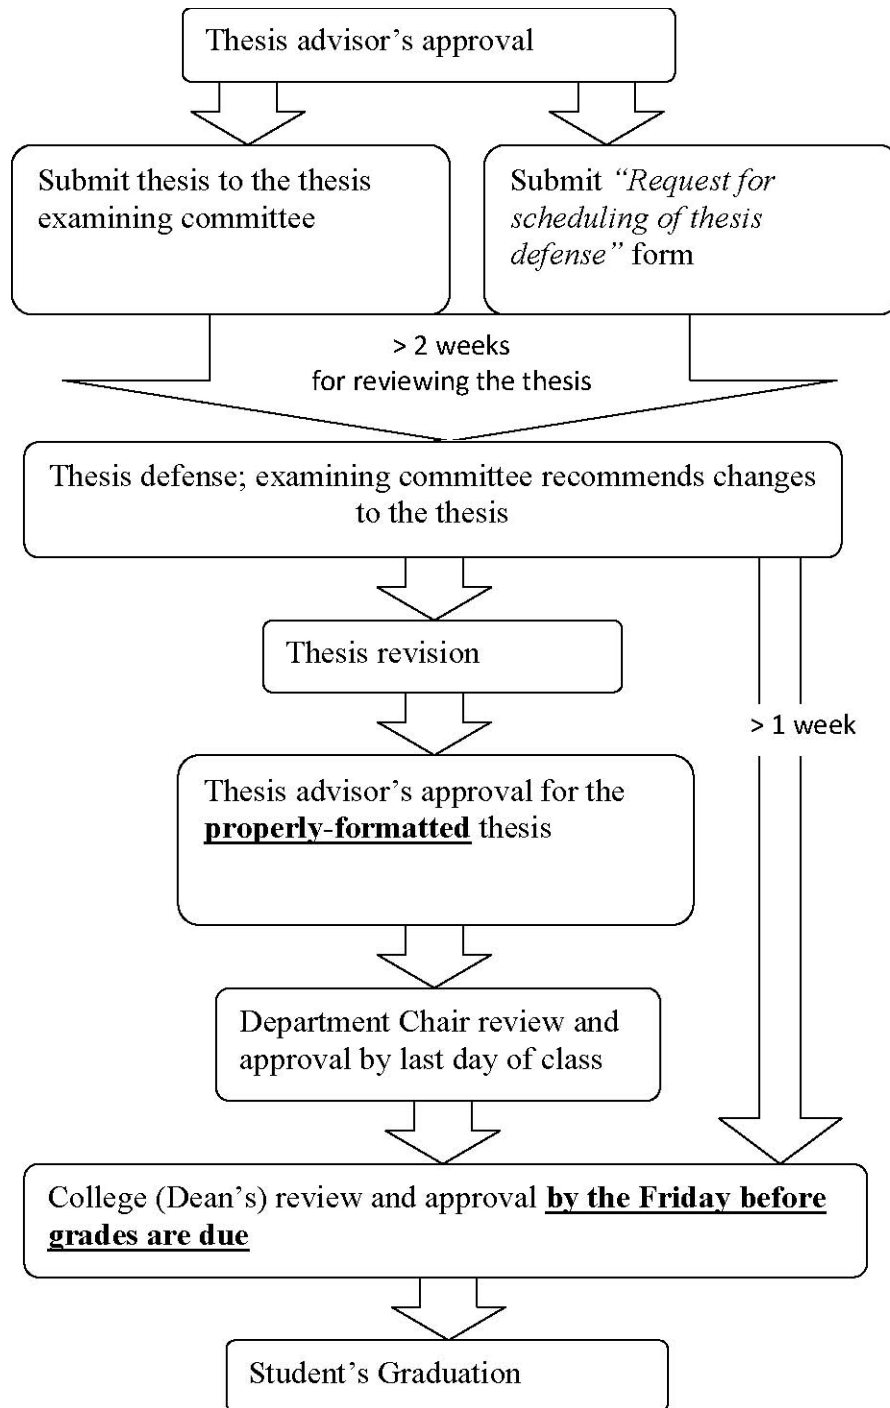 Thesis advisor’s approval
Submit thesis to the thesis
examining committee
Submit “Request for
scheduling of thesis
defense” form
> 2 weeks
for reviewing the thesis
Thesis defense; examining committee recommends changes
to the thesis
Thesis revision
> 1 week
Thesis advisor’s approval for the
properly-formatted thesis
Department Chair review and
approval by last day of class
College (Dean’s) review and approval by the Friday before
grades are due
Student’s Graduation